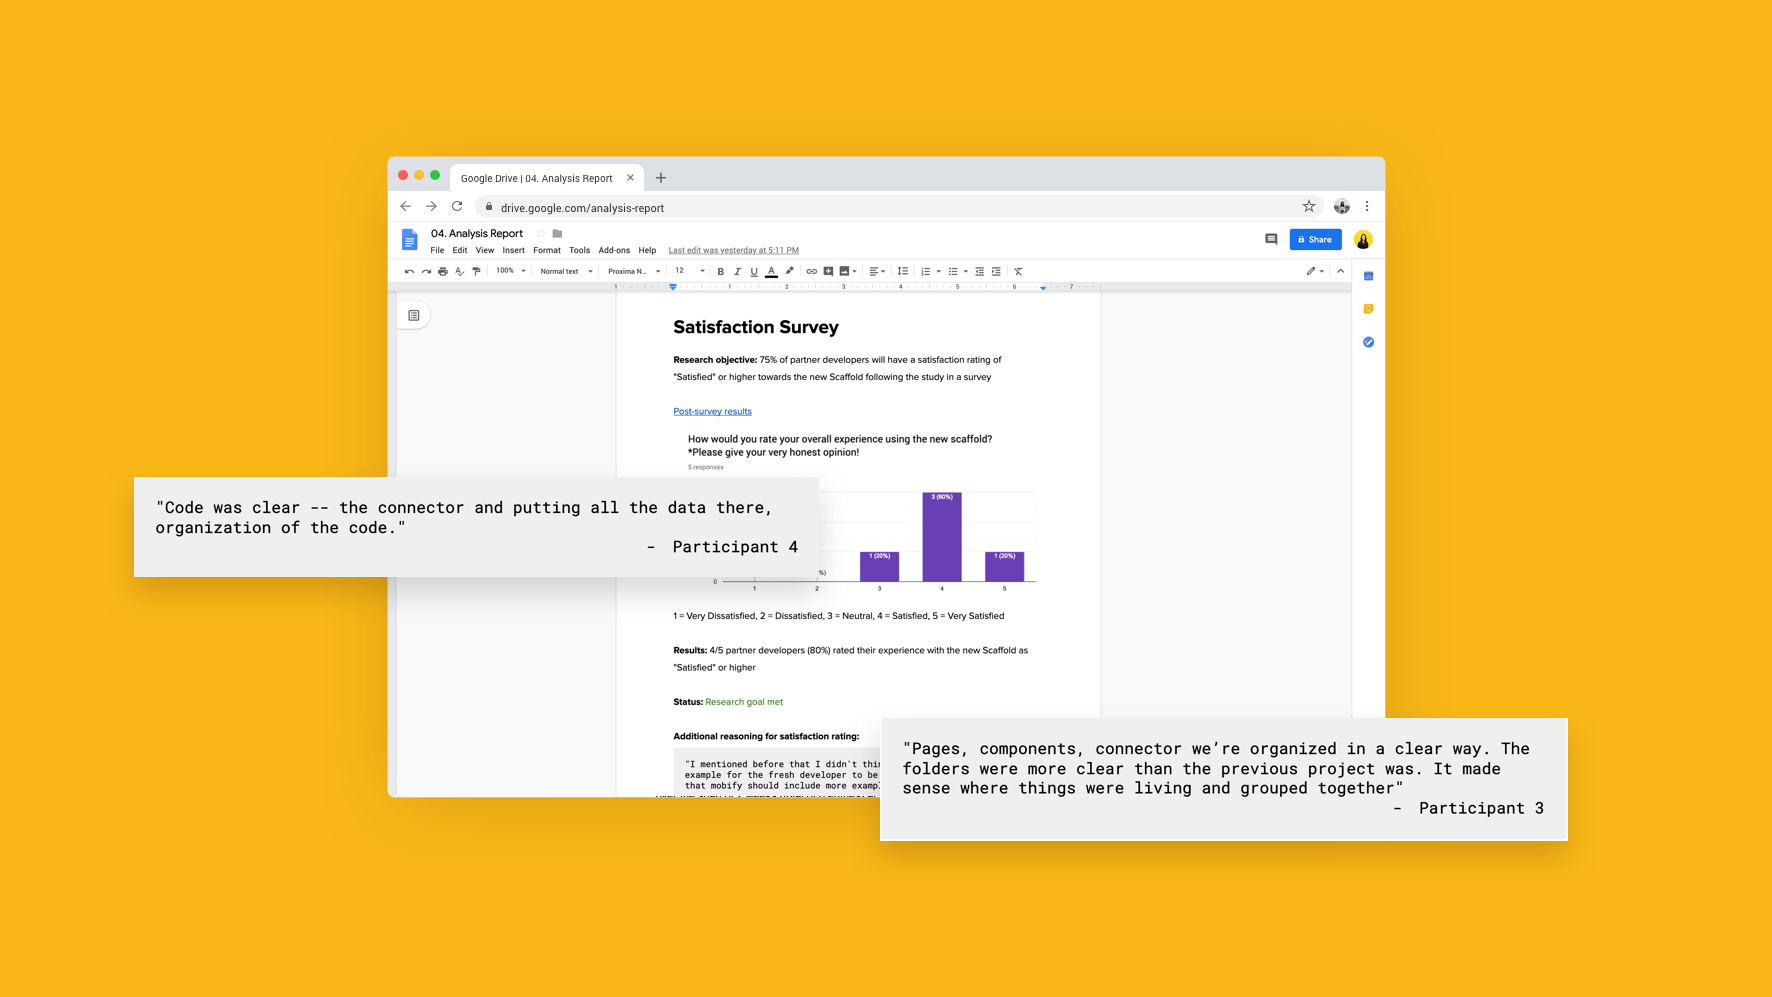 Google Drive | 04. Analysis Report
drive.google.com/analysis-report
04. Analysis Report
File Edit View Insert Format Tools Add-ons Help Last edit was yesterday at 5:11 PM
Share
100% Normal text Proxima N... 12 B I U A
1 1 2 3 4 5 6 7
Satisfaction Survey
Research objective: 75% of partner developers will have a satisfaction rating of
"Satisfied" or higher towards the new Scaffold following the study in a survey
Post-survey results
How would you rate your overall experience using the new scaffold?
*Please give your very honest opinion!
5 responses
"Code was clear -- the connector and putting all the data there,
organization of the code."
- Participant 4
3 (60%)
1 (20%)
1 (20%)
%)
0
1 2 3 4 5
1 = Very Dissatisfied, 2 = Dissatisfied, 3 = Neutral, 4 = Satisfied, 5 = Very Satisfied
Results: 4/5 partner developers (80%) rated their experience with the new Scaffold as
"Satisfied" or higher
Status: Research goal met
Additional reasoning for satisfaction rating:
"I mentioned before that I didn't thin
example for the fresh developer to be
that mobify should include more exampl
"Pages, components, connector we’re organized in a clear way. The
folders were more clear than the previous project was. It made
sense where things were living and grouped together"
- Participant 3